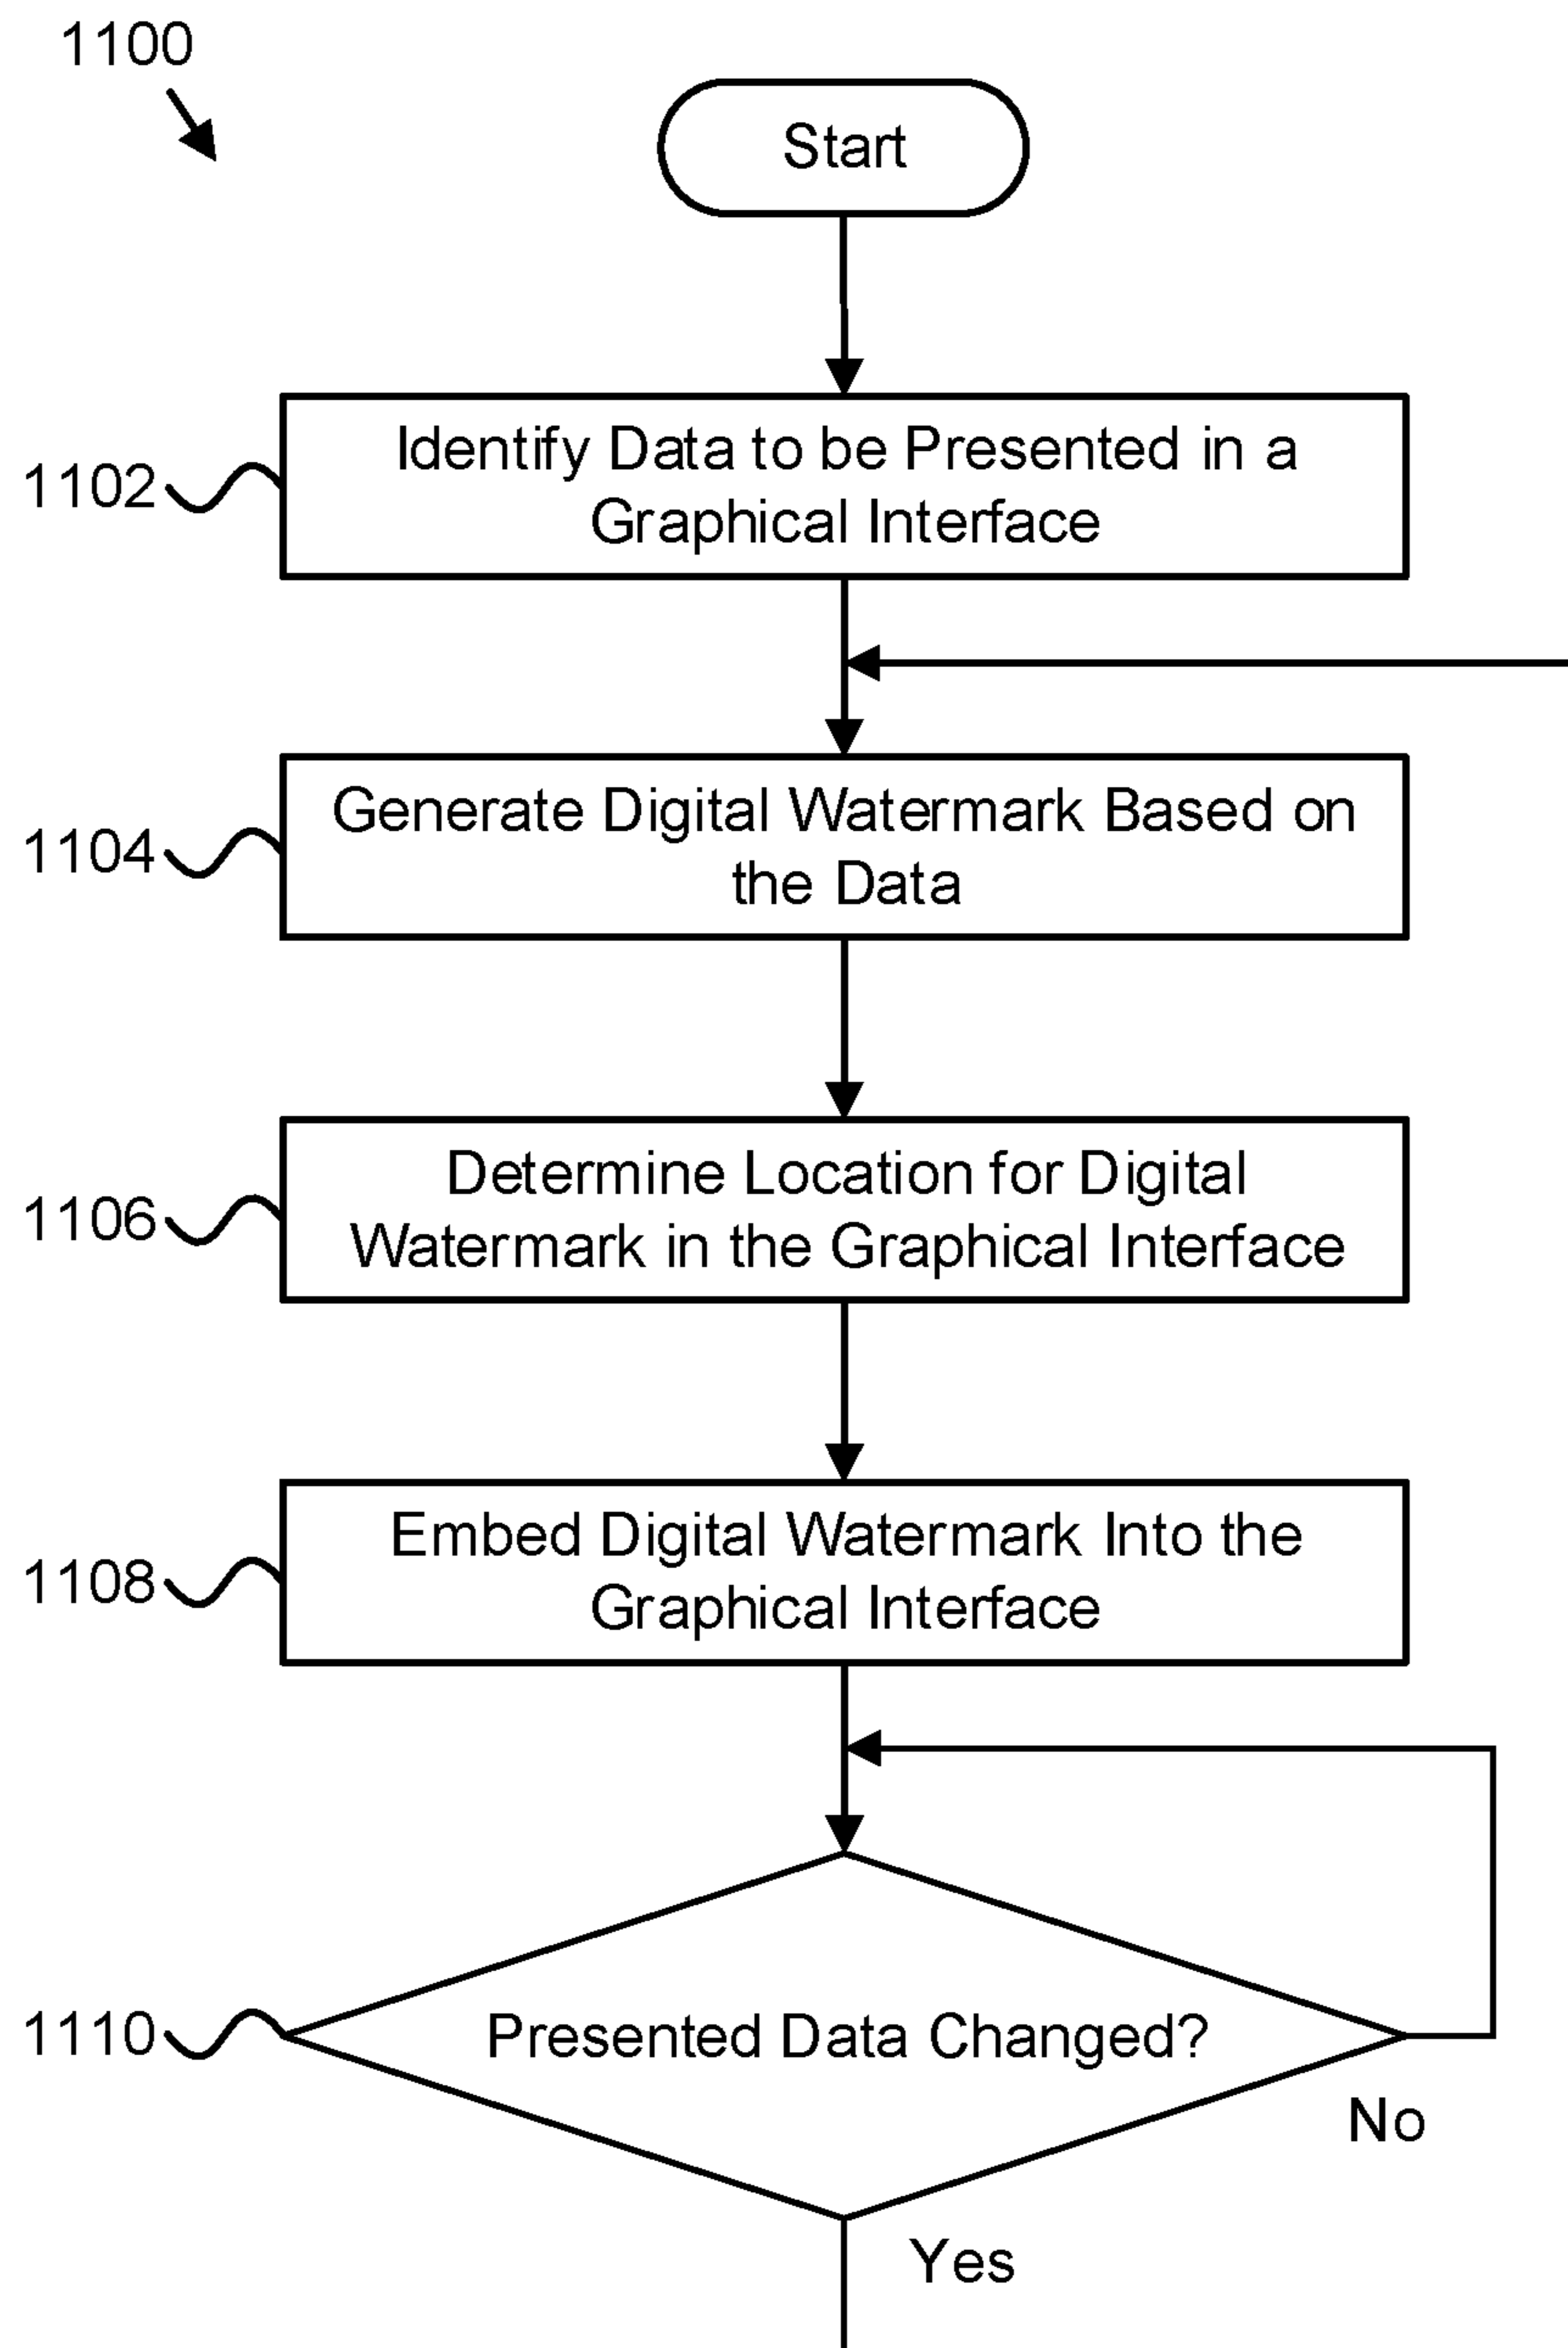 1100
Start
1102
Identify Data to be Presented in a
Graphical Interface
1104
Generate Digital Watermark Based on
the Data
1106
Determine Location for Digital
Watermark in the Graphical Interface
1108
Embed Digital Watermark Into the
Graphical Interface
1110
Presented Data Changed?
No
Yes